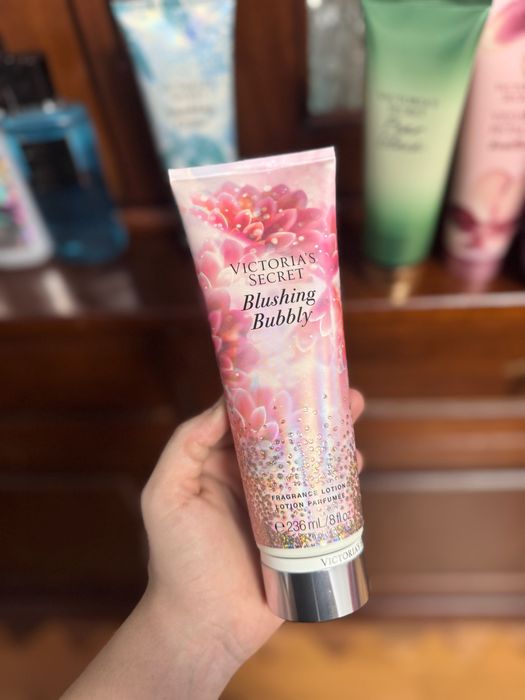 VICTORIA'S
SECRET
Blushing
Bubbly
FRAGRANCE LOTION
LOTION PARFUMÉE
℮ 236 mL/8 fl oz
VICTORIA'S